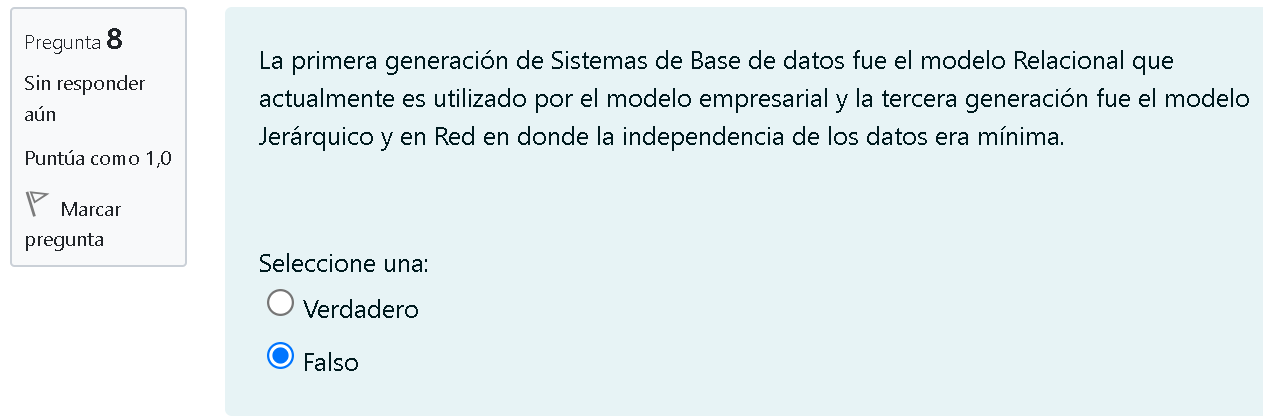 Pregunta 8
Sin responder
aún
Puntúa como 1,0
Marcar
pregunta
La primera generación de Sistemas de Base de datos fue el modelo Relacional que
actualmente es utilizado por el modelo empresarial y la tercera generación fue el modelo
Jerárquico y en Red en donde la independencia de los datos era mínima.
Seleccione una:
Verdadero
Falso